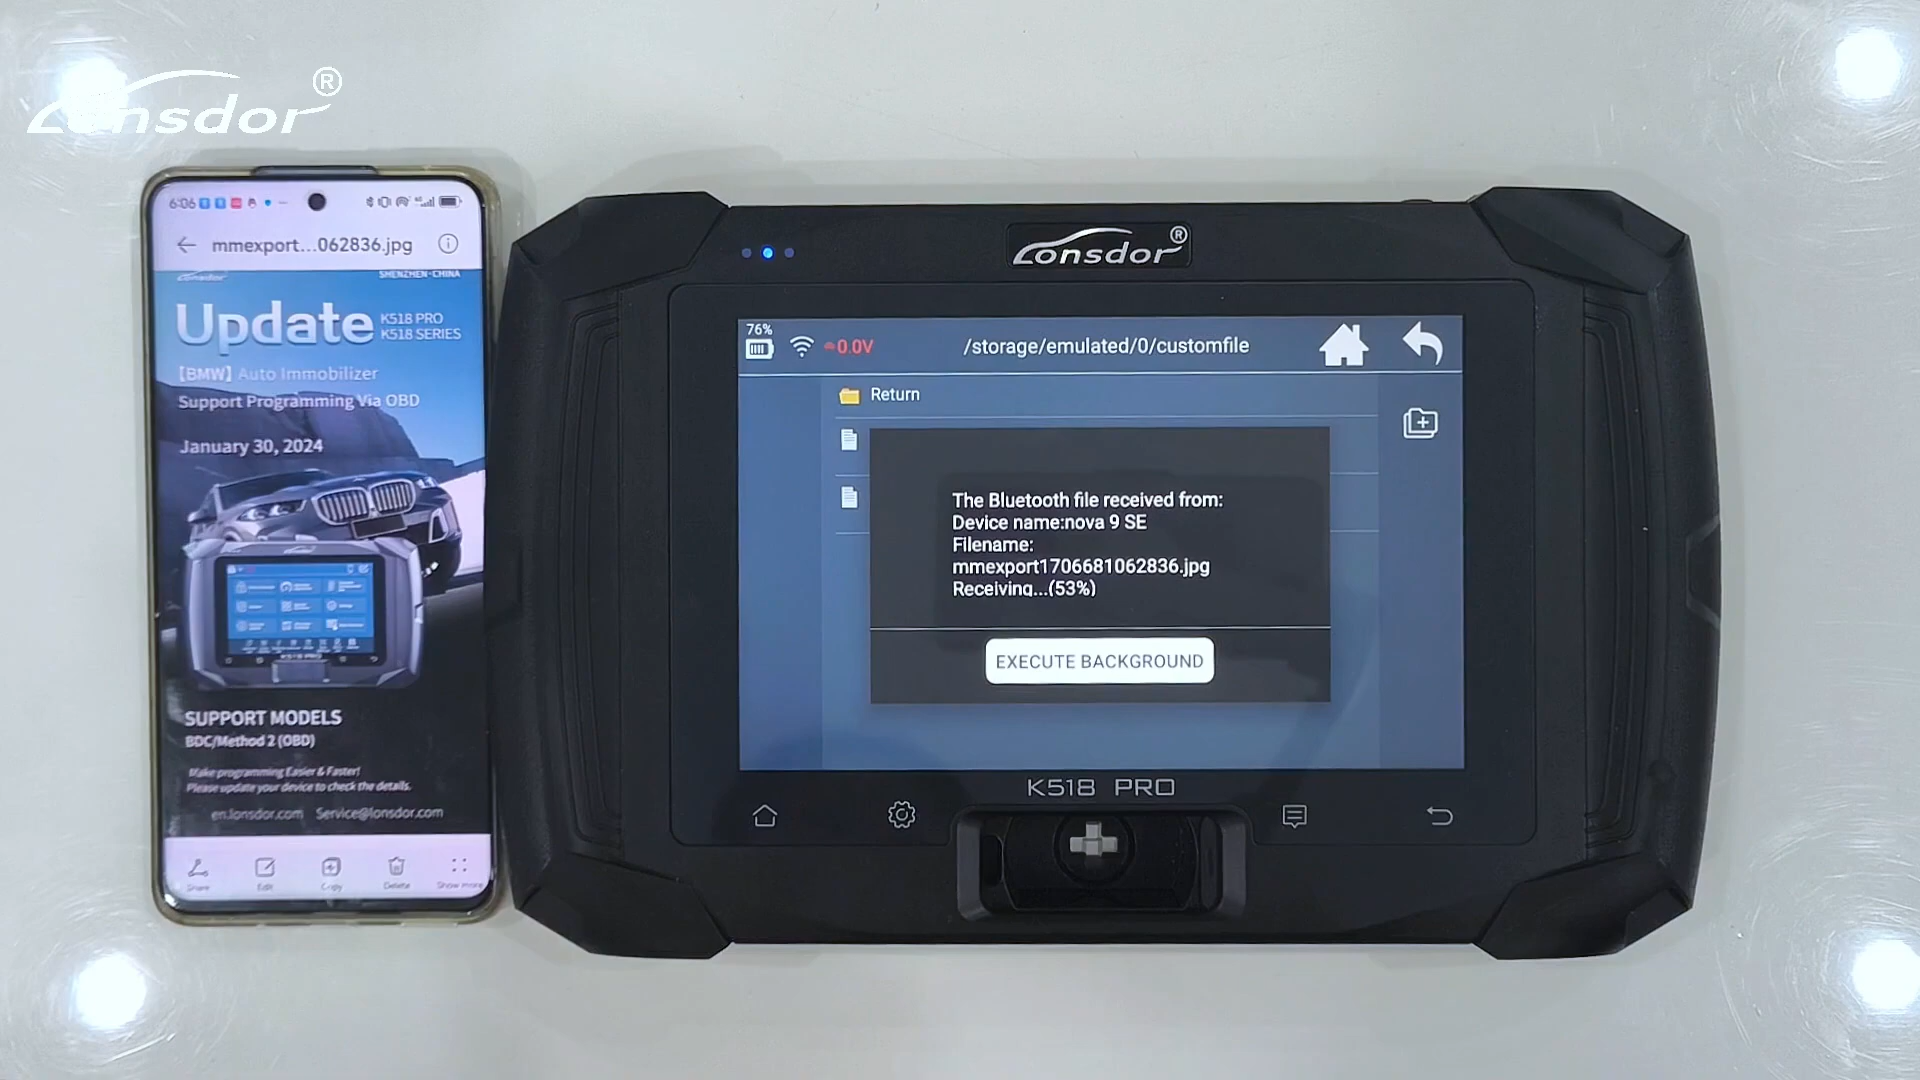 Lonsdor®
6:06
mmexport...062836.jpg
Lonsdor
SHENZHEN·CHINA
Update
K518 PRO
K518 SERIES
【BMW】Auto Immobilizer
Support Programming Via OBD
January 30, 2024
K518 PRO
SUPPORT MODELS
BDC/Method 2 (OBD)
Make programming Easier & Faster!
Please update your device to check the details.
en.lonsdor.com Service@lonsdor.com
Share Edit Copy Delete Show more
Lonsdor®
76%
0.0V
/storage/emulated/0/customfile
Return
The Bluetooth file received from:
Device name:nova 9 SE
Filename:
mmexport1706681062836.jpg
Receiving...(53%)
EXECUTE BACKGROUND
K518 PRO